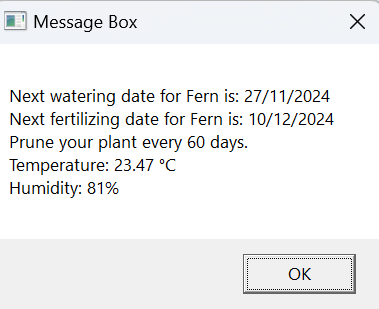 Message Box
Next watering date for Fern is: 27/11/2024
Next fertilizing date for Fern is: 10/12/2024
Prune your plant every 60 days.
Temperature: 23.47 °C
Humidity: 81%
OK